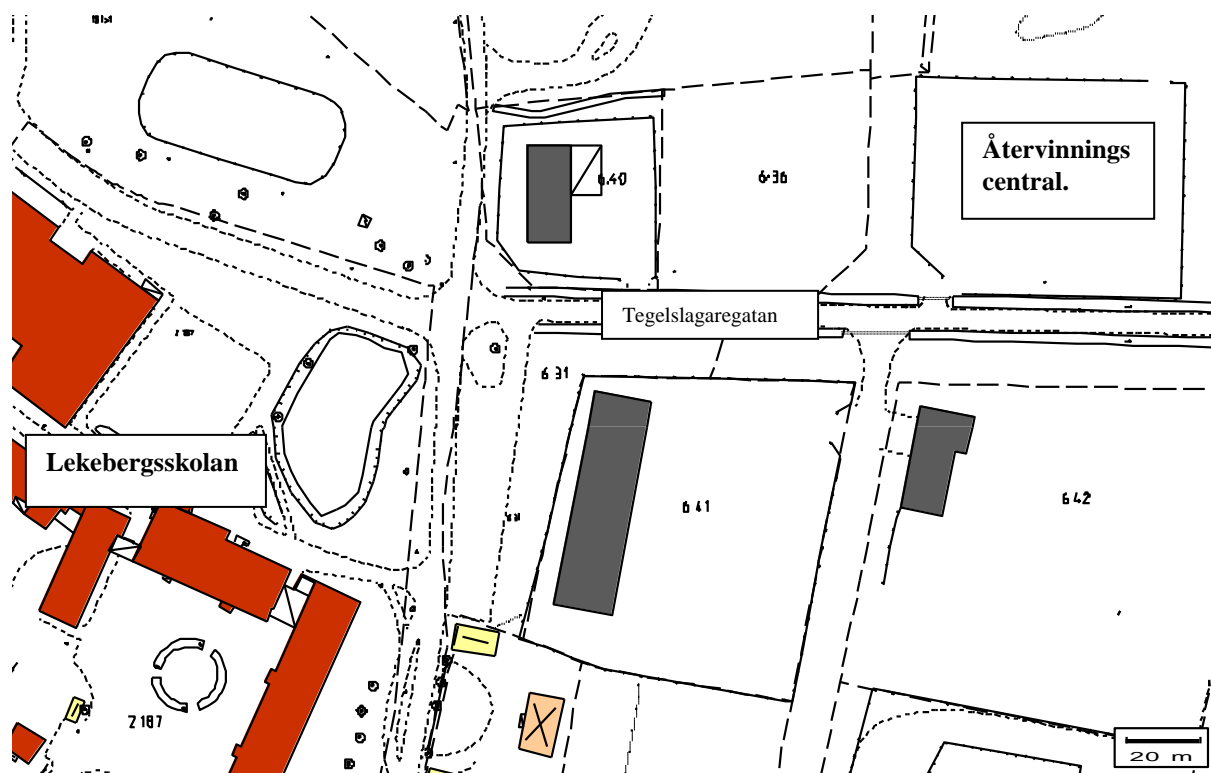 6:40
6:36
Återvinnings
central.
Tegelslagaregatan
6 31
Lekebergsskolan
6 41
6 42
2 187
20 m